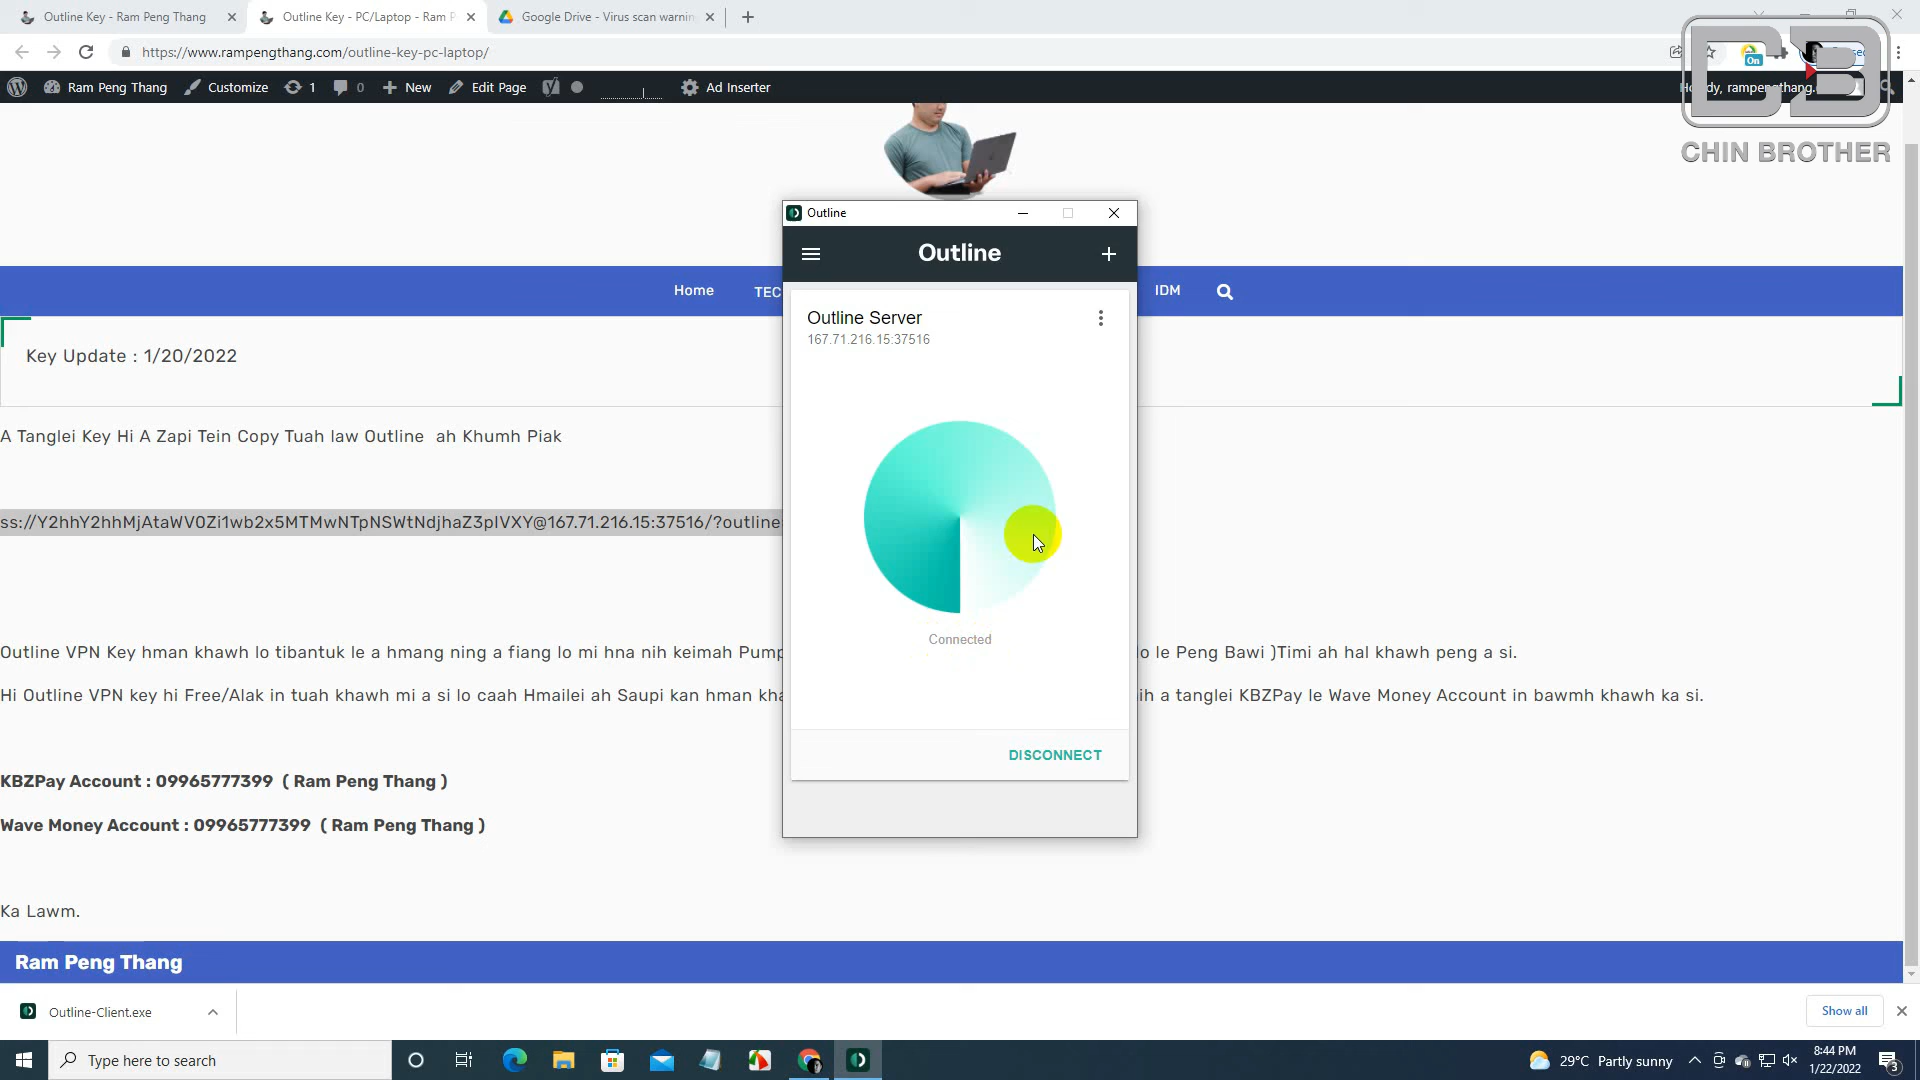 Outline Key - Ram Peng Thang
Outline Key - PC/Laptop - Ram P
Google Drive - Virus scan warnin
https://www.rampengthang.com/outline-key-pc-laptop/
On
Ram Peng Thang
Customize
1
0
New
Edit Page
Ad Inserter
CHIN BROTHER
Home
TEC
IDM
Outline
Outline
Outline Server
167.71.216.15:37516
Connected
DISCONNECT
Key Update : 1/20/2022
A Tanglei Key Hi A Zapi Tein Copy Tuah law Outline ah Khumh Piak
ss://Y2hhY2hhMjAtaWV0Zi1wb2x5MTMwNTpNSWtNdjhaZ3pIVXY@167.71.216.15:37516/?outline
Outline VPN Key hman khawh lo tibantuk le a hmang ning a fiang lo mi hna nih keimah Pump
o le Peng Bawi )Timi ah hal khawh peng a si.
Hi Outline VPN key hi Free/Alak in tuah khawh mi a si lo caah Hmailei ah Saupi kan hman kha
ih a tanglei KBZPay le Wave Money Account in bawmh khawh ka si.
KBZPay Account : 09965777399 ( Ram Peng Thang )
Wave Money Account : 09965777399 ( Ram Peng Thang )
Ka Lawm.
Ram Peng Thang
Outline-Client.exe
Show all
Type here to search
29°C Partly sunny
8:44 PM
1/22/2022
3